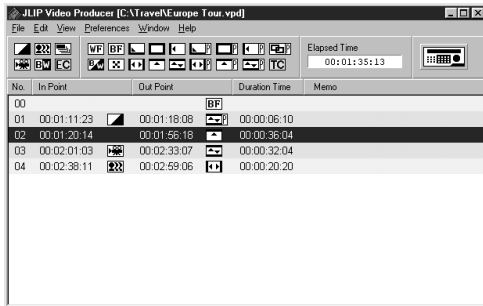 JLIP Video Producer [C:\Travel\Europe Tour.vpd]
File Edit View Preferences Window Help
WF BF P P P P Elapsed Time
00:01:35:13
BW EC B/W P P P TC
No. In Point Out Point Duration Time Memo
00 BF
01 00:01:11:23 00:01:18:08 P 00:00:06:10
02 00:01:20:14 00:01:56:18 00:00:36:04
03 00:02:01:03 00:02:33:07 00:00:32:04
04 00:02:38:11 00:02:59:06 00:00:20:20